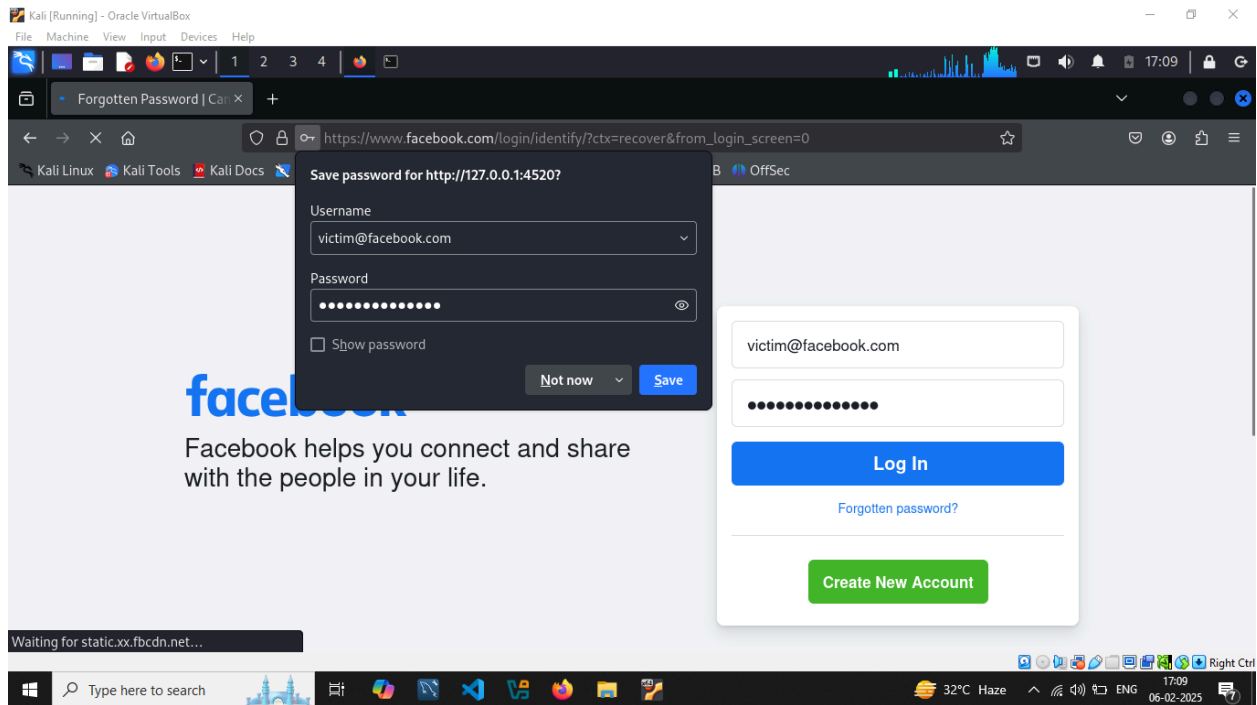 Kali [Running] - Oracle VirtualBox
File Machine View Input Devices Help
1 2 3 4
17:09
Forgotten Password | Can
https://www.facebook.com/login/identify/?ctx=recover&from_login_screen=0
Kali Linux Kali Tools Kali Docs B OffSec
Save password for http://127.0.0.1:4520?
Username
victim@facebook.com
Password
••••••••••••••
Show password
Not now Save
facebook
Facebook helps you connect and share
with the people in your life.
victim@facebook.com
••••••••••••••
Log In
Forgotten password?
Create New Account
Waiting for static.xx.fbcdn.net...
Right Ctrl
Type here to search
32°C Haze
ENG
17:09
06-02-2025
7